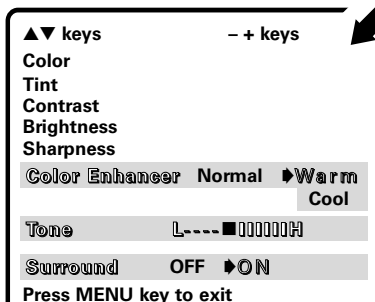 ▲▼ keys – + keys
Color
Tint
Contrast
Brightness
Sharpness
Color Enhancer Normal ➧Warm
Cool
Tone L----■IIIIIIIH
Surround OFF ➧ON
Press MENU key to exit